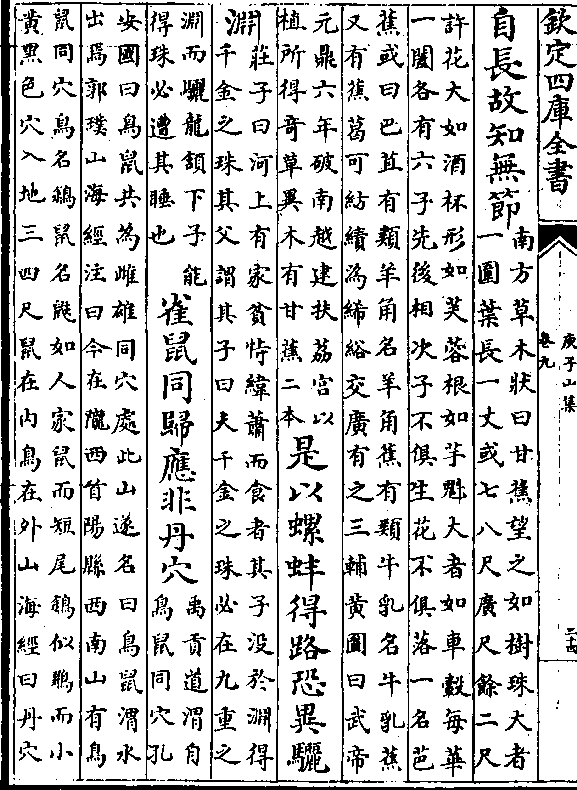 欽定四庫全書
庚子山集
卷九
自長故知無節
南方草木狀曰甘蕉望之如樹珠大者
一圍葉長一丈或七八尺廣尺餘二尺
許花大如酒杯形如芙蓉根如芋魁大者如車轂每華
一闔各有六子先後相次子不俱生花不俱落一名芭
蕉或曰巴苴有類羊角名羊角蕉有類牛乳名牛乳蕉
又有蕉葛可紡績為絺綌交廣有之三輔黄圖曰武帝
元鼎六年破南越建扶荔宫以
植所得奇草異木有甘蕉二本
是以螺蚌得路恐異驪
淵
莊子曰河上有家貧恃緯蕭而食者其子没於淵得
千金之珠其父謂其子曰夫千金之珠必在九重之
淵而驪龍頷下子能
得珠必遭其睡也
雀鼠同歸應非丹穴
禹貢道渭自
鳥鼠同穴孔
安國曰鳥鼠共為雌雄同穴處此山遂名曰鳥鼠渭水
出焉郭璞山海經注曰今在隴西首陽縣西南山有鳥
鼠同穴鳥名鵌鼠名鼵如人家鼠而短尾鵌似鵽而小
黄黑色穴入地三四尺鼠在内鳥在外山海經曰丹穴